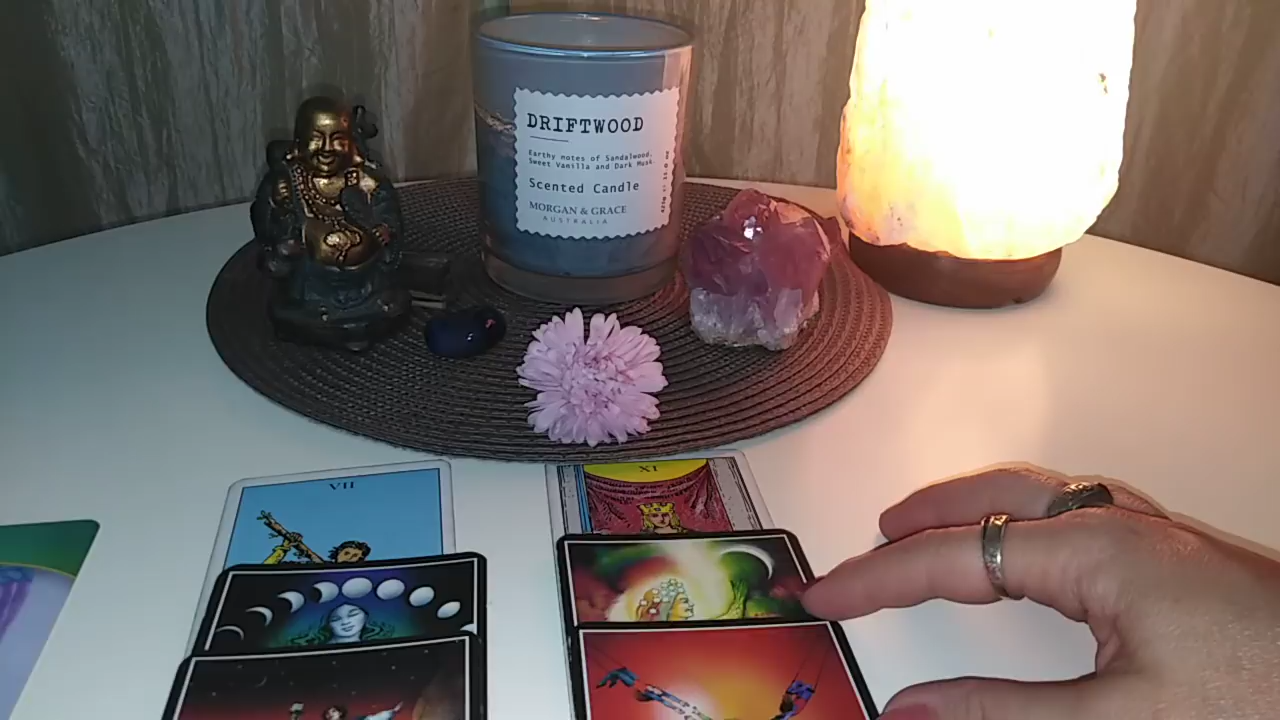 DRIFTWOOD
Earthy notes of Sandalwood,
Sweet Vanilla and Dark Musk.
Scented Candle
MORGAN & GRACE
AUSTRALIA
VII
XI